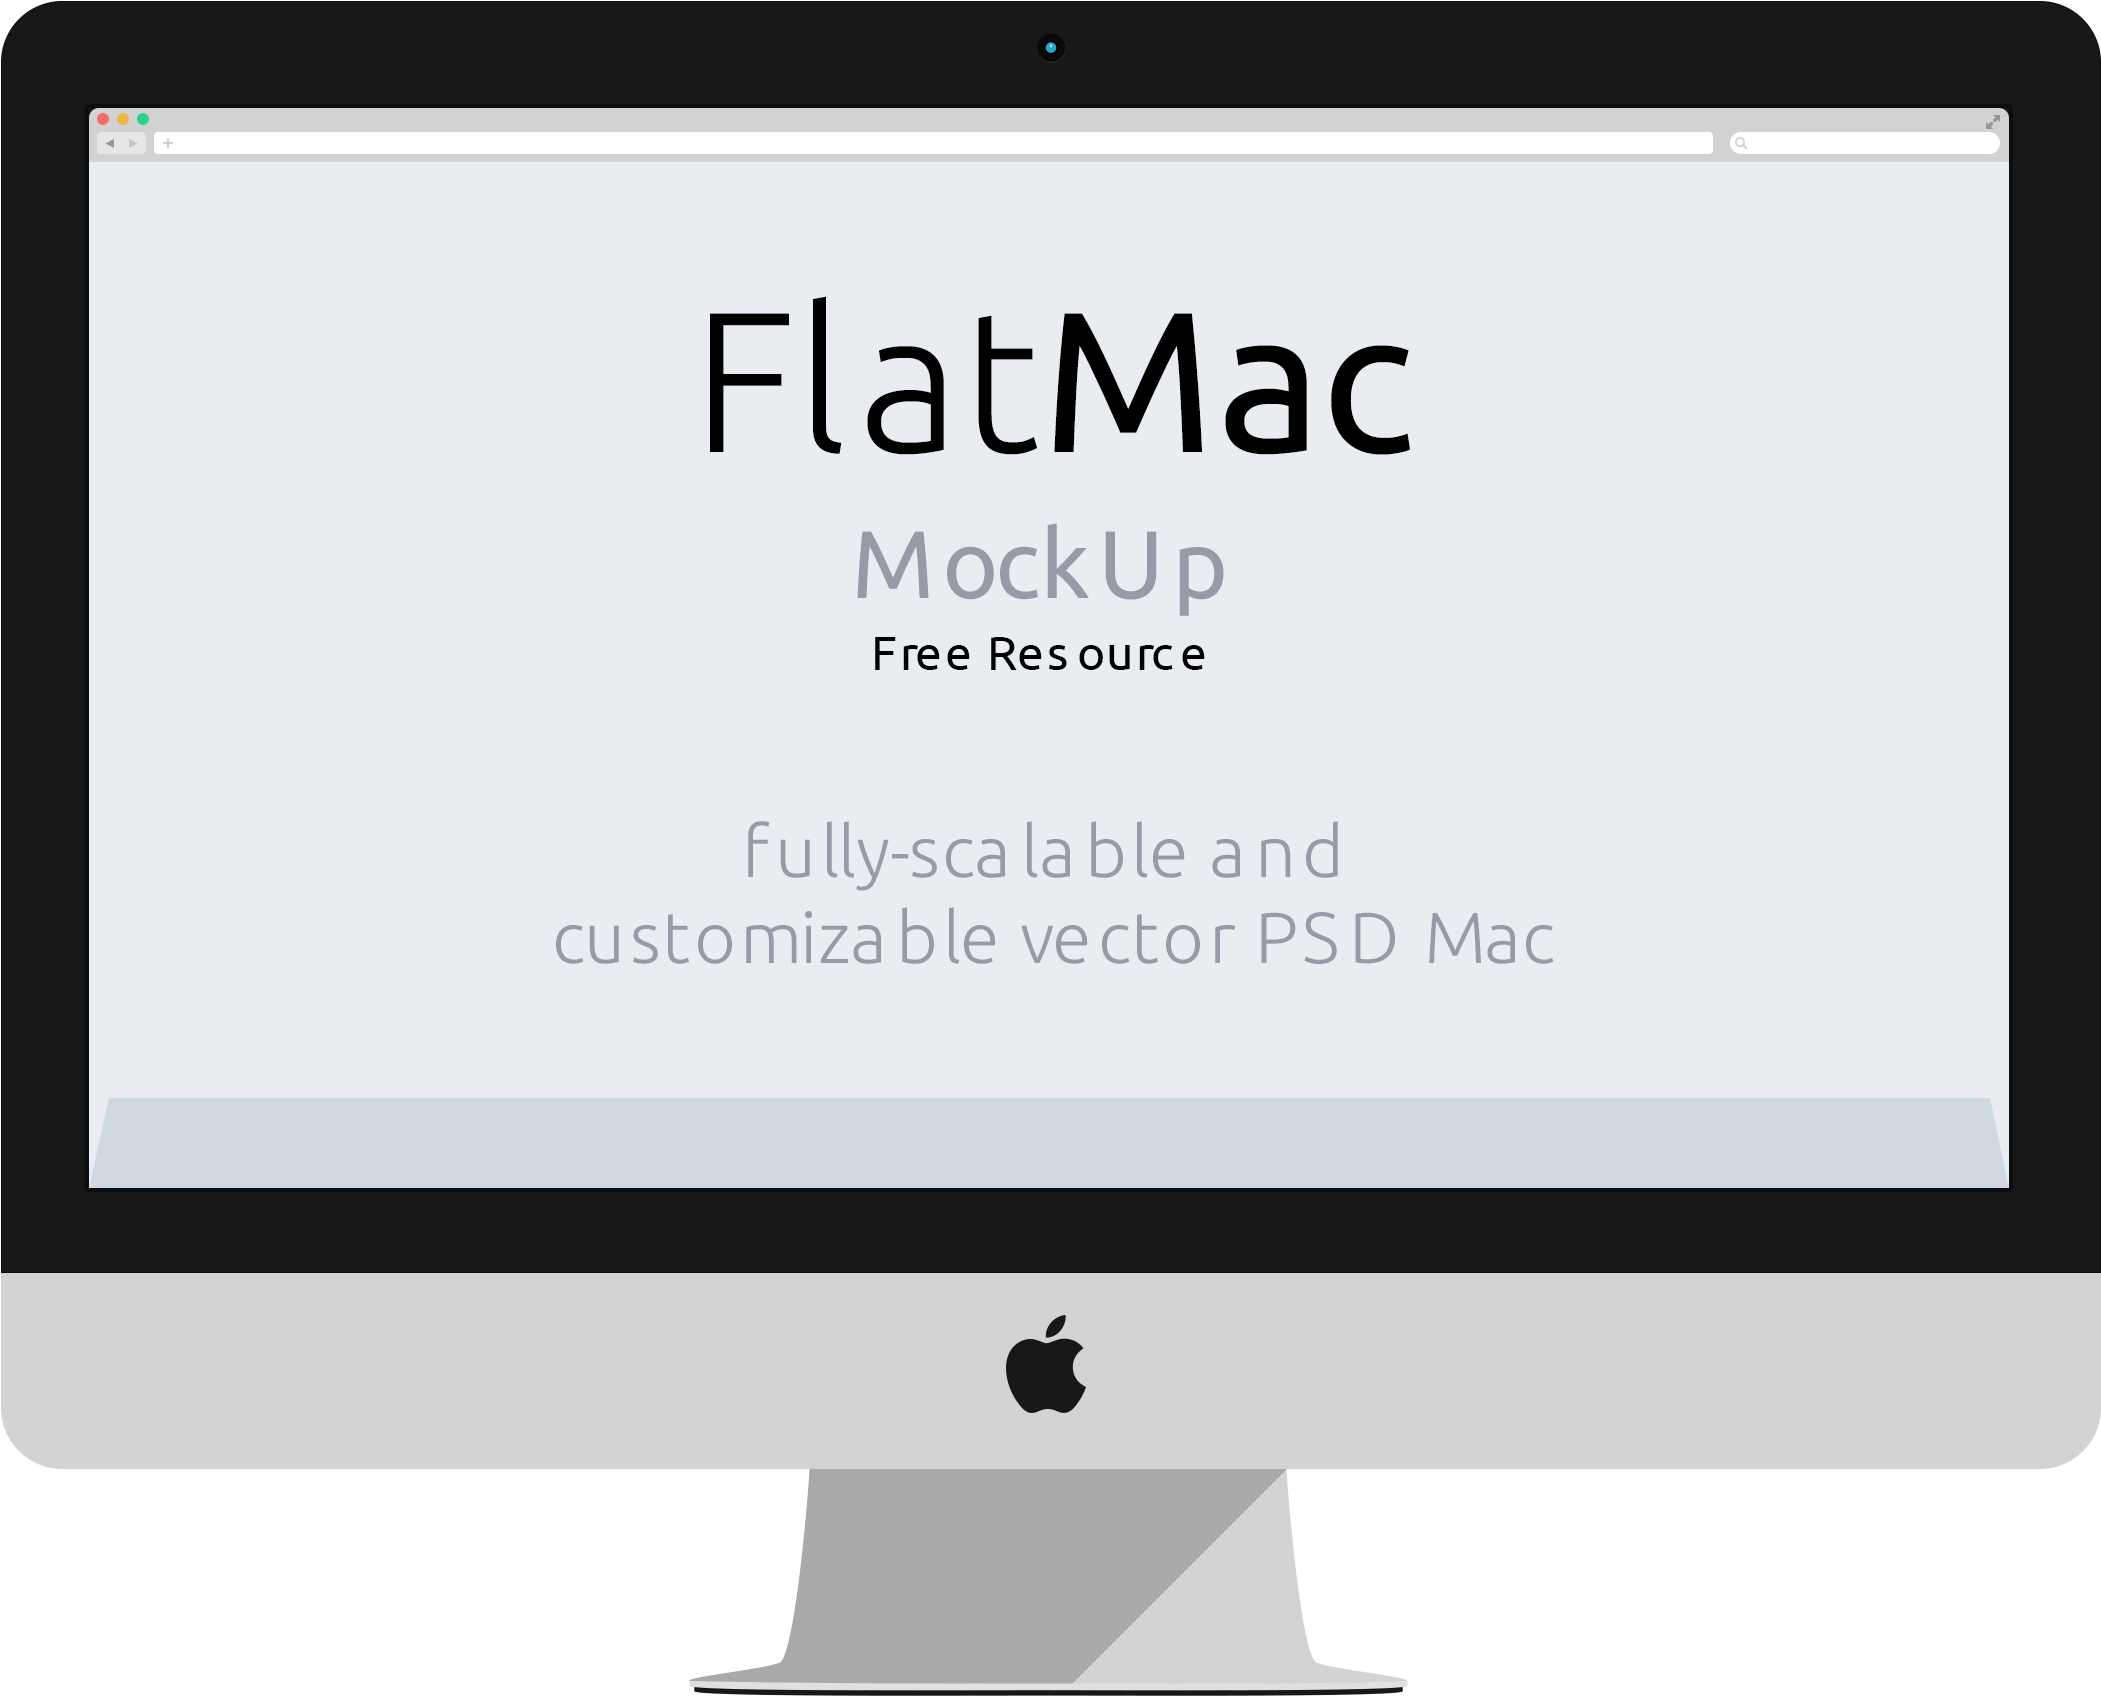 FlatMac
MockUp
Free Resource
fully-scalable and
customizable vector PSD Mac